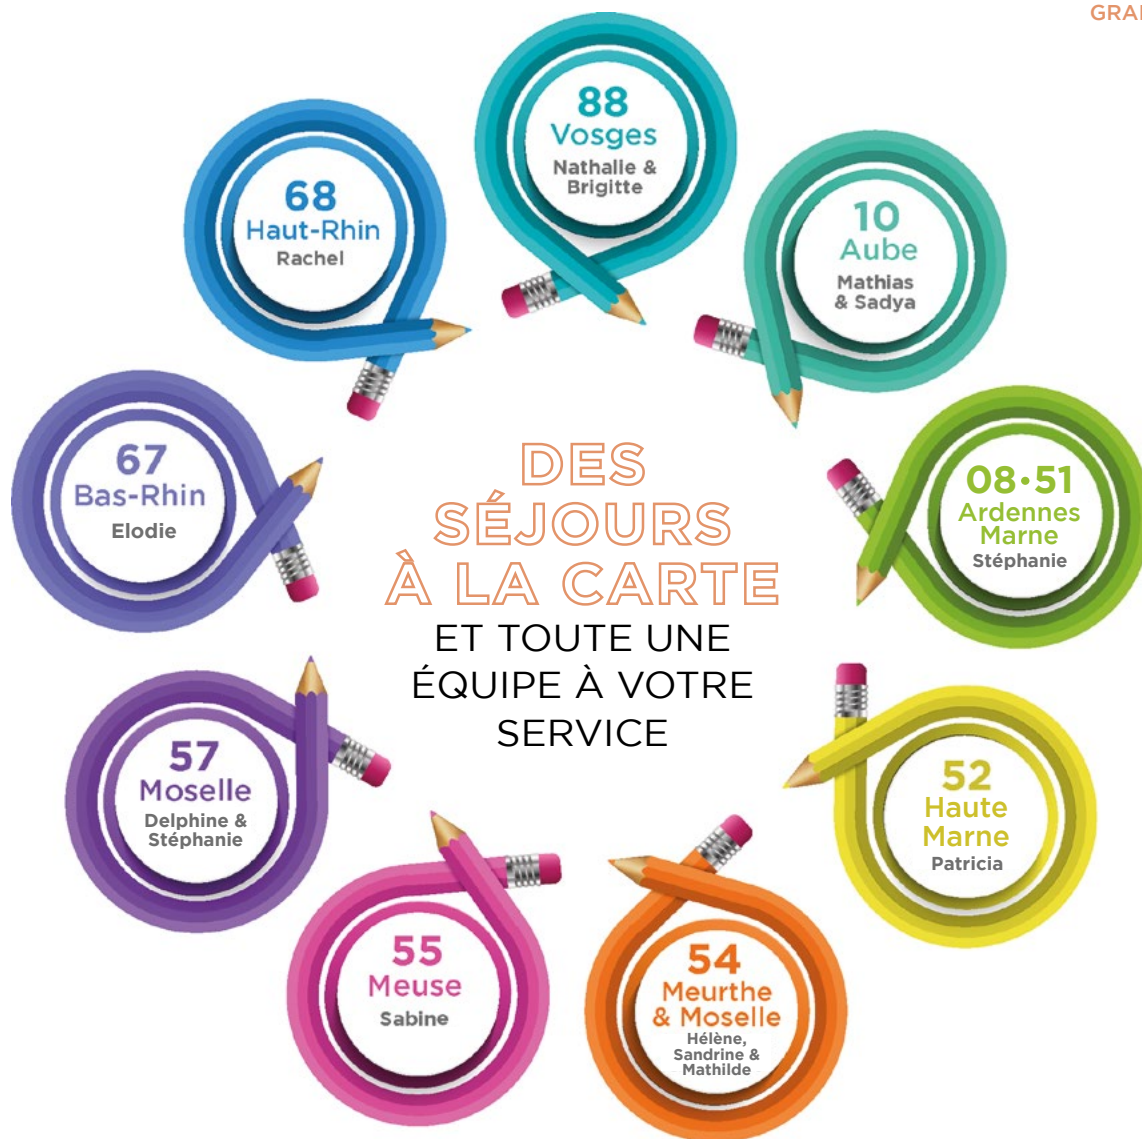 88
Vosges
Nathalie &
Brigitte
10
Aube
Mathias
& Sadya
08•51
Ardennes
Marne
Stéphanie
52
Haute
Marne
Patricia
54
Meurthe
& Moselle
Hélène,
Sandrine &
Mathilde
55
Meuse
Sabine
57
Moselle
Delphine &
Stéphanie
67
Bas-Rhin
Elodie
68
Haut-Rhin
Rachel
DES
SÉJOURS
À LA CARTE
ET TOUTE UNE
ÉQUIPE À VOTRE
SERVICE